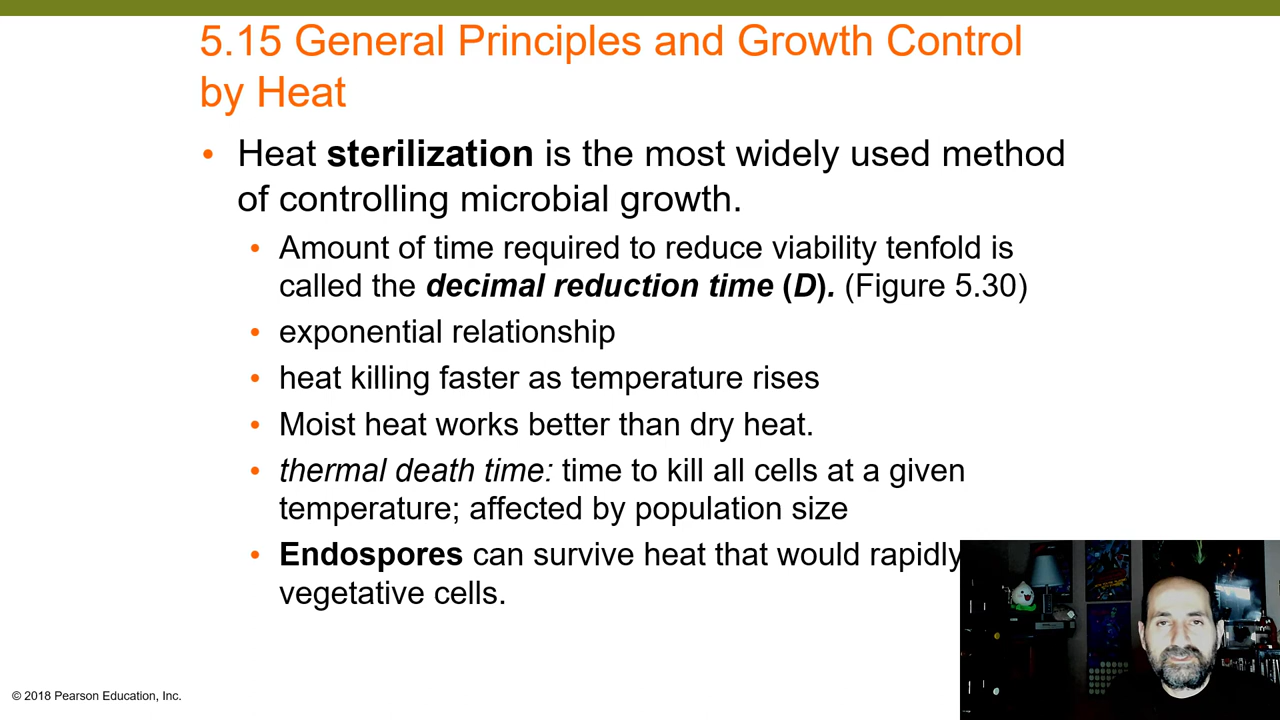 5.15 General Principles and Growth Control
by Heat
• Heat sterilization is the most widely used method
of controlling microbial growth.
• Amount of time required to reduce viability tenfold is
called the decimal reduction time (D). (Figure 5.30)
• exponential relationship
• heat killing faster as temperature rises
• Moist heat works better than dry heat.
• thermal death time: time to kill all cells at a given
temperature; affected by population size
• Endospores can survive heat that would rapidly
vegetative cells.
© 2018 Pearson Education, Inc.